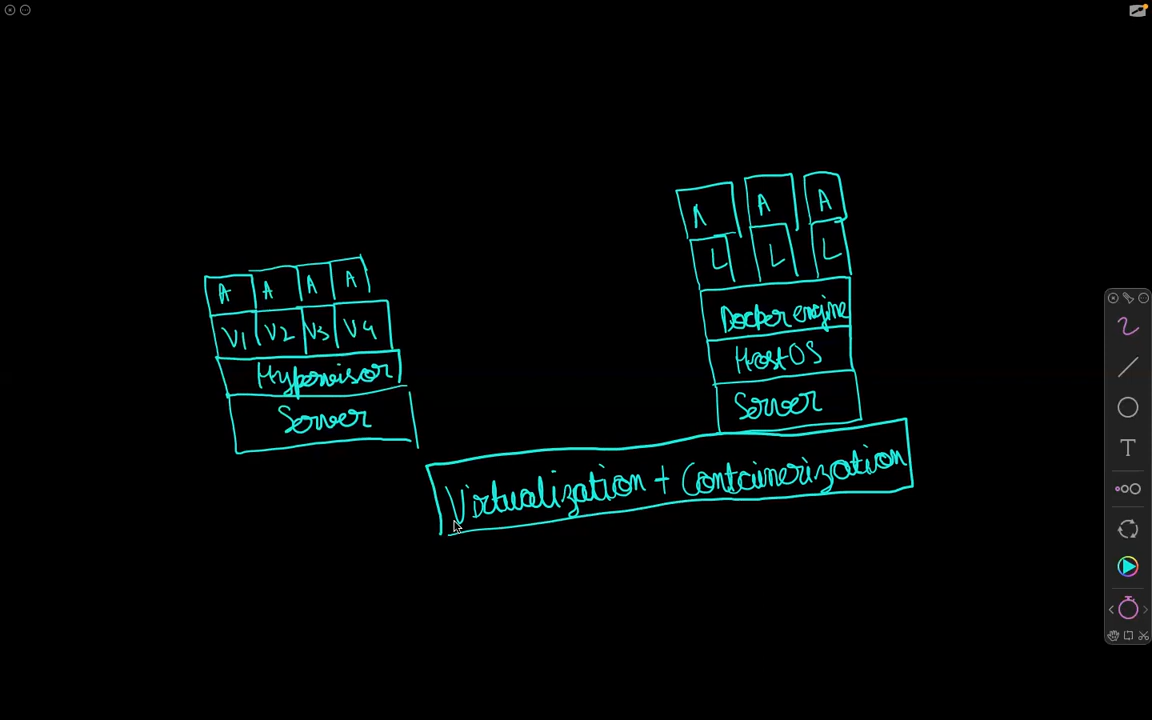 A A A A
V1 V2 V3 V4
Hypervisor
Server
A A A
L L L
Docker engine
Host OS
Server
Virtualization + Containerization
T